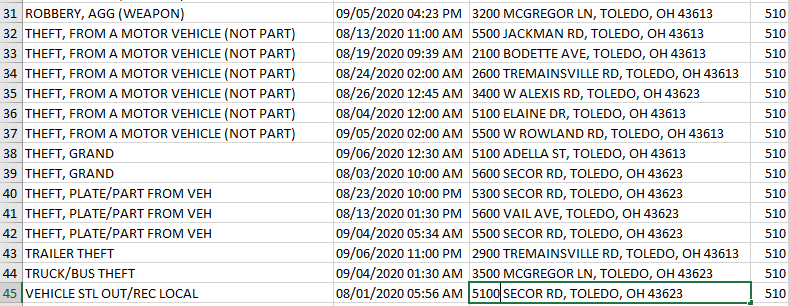 31 ROBBERY, AGG (WEAPON) 09/05/2020 04:23 PM 3200 MCGREGOR LN, TOLEDO, OH 43613 510
32 THEFT, FROM A MOTOR VEHICLE (NOT PART) 08/13/2020 11:00 AM 5500 JACKMAN RD, TOLEDO, OH 43613 510
33 THEFT, FROM A MOTOR VEHICLE (NOT PART) 08/19/2020 09:39 AM 2100 BODETTE AVE, TOLEDO, OH 43613 510
34 THEFT, FROM A MOTOR VEHICLE (NOT PART) 08/24/2020 02:00 AM 2600 TREMAINSVILLE RD, TOLEDO, OH 43613 510
35 THEFT, FROM A MOTOR VEHICLE (NOT PART) 08/26/2020 12:45 AM 3400 W ALEXIS RD, TOLEDO, OH 43623 510
36 THEFT, FROM A MOTOR VEHICLE (NOT PART) 08/04/2020 12:00 AM 5100 ELAINE DR, TOLEDO, OH 43613 510
37 THEFT, FROM A MOTOR VEHICLE (NOT PART) 09/05/2020 02:00 AM 5500 W ROWLAND RD, TOLEDO, OH 43613 510
38 THEFT, GRAND 09/06/2020 12:30 AM 5100 ADELLA ST, TOLEDO, OH 43613 510
39 THEFT, GRAND 08/03/2020 10:00 AM 5600 SECOR RD, TOLEDO, OH 43623 510
40 THEFT, PLATE/PART FROM VEH 08/23/2020 10:00 PM 5300 SECOR RD, TOLEDO, OH 43623 510
41 THEFT, PLATE/PART FROM VEH 08/13/2020 01:30 PM 5600 VAIL AVE, TOLEDO, OH 43623 510
42 THEFT, PLATE/PART FROM VEH 09/04/2020 05:34 AM 5500 SECOR RD, TOLEDO, OH 43623 510
43 TRAILER THEFT 09/06/2020 11:00 PM 2900 TREMAINSVILLE RD, TOLEDO, OH 43613 510
44 TRUCK/BUS THEFT 09/04/2020 01:30 AM 3500 MCGREGOR LN, TOLEDO, OH 43623 510
45 VEHICLE STL OUT/REC LOCAL 08/01/2020 05:56 AM 5100 SECOR RD, TOLEDO, OH 43623 510